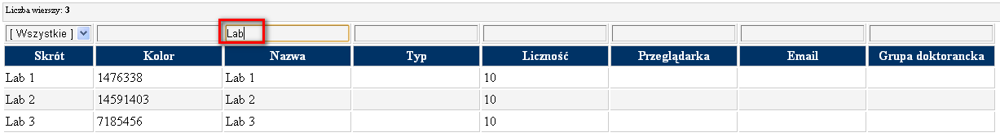 Liczba wierszy: 3
[ Wszystkie ] Lab
Skrót Kolor Nazwa Typ Liczność Przeglądarka Email Grupa doktorancka
Lab 1 1476338 Lab 1 10
Lab 2 14591403 Lab 2 10
Lab 3 7185456 Lab 3 10